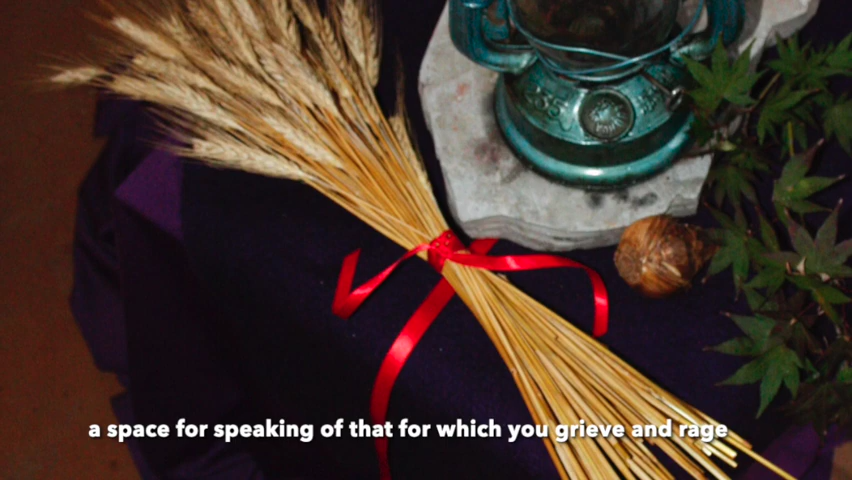 a space for speaking of that for which you grieve and rage